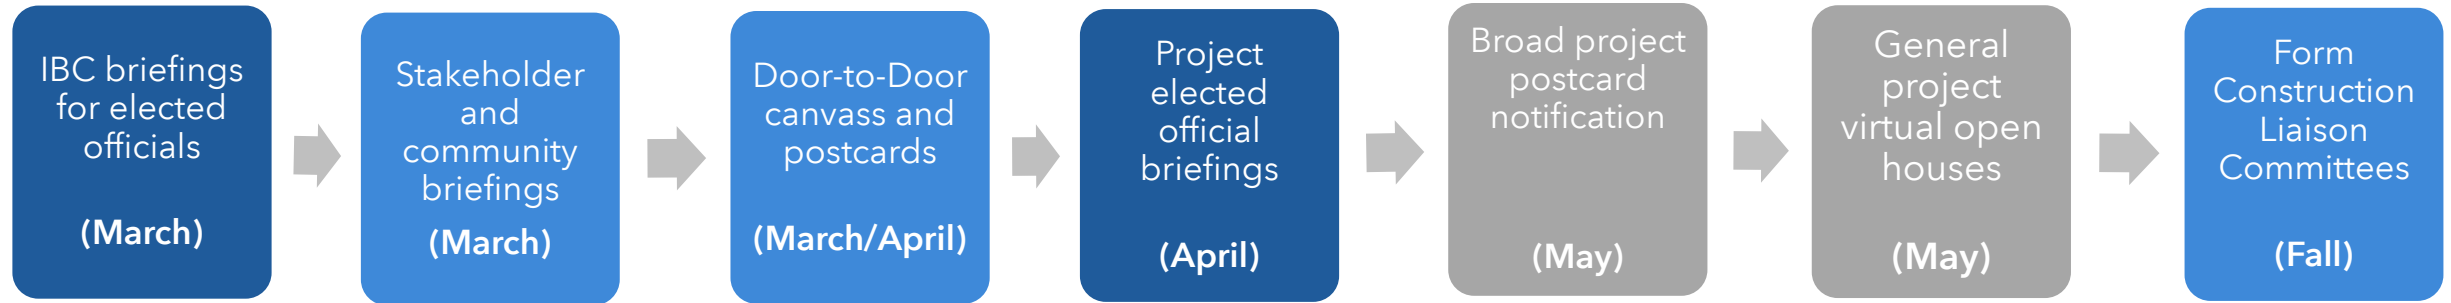 IBC briefings
for elected
officials
(March)
Stakeholder
and
community
briefings
(March)
Door-to-Door
canvass and
postcards
(March/April)
Project
elected
official
briefings
(April)
Broad project
postcard
notification
(May)
General
project
virtual open
houses
(May)
Form
Construction
Liaison
Committees
(Fall)